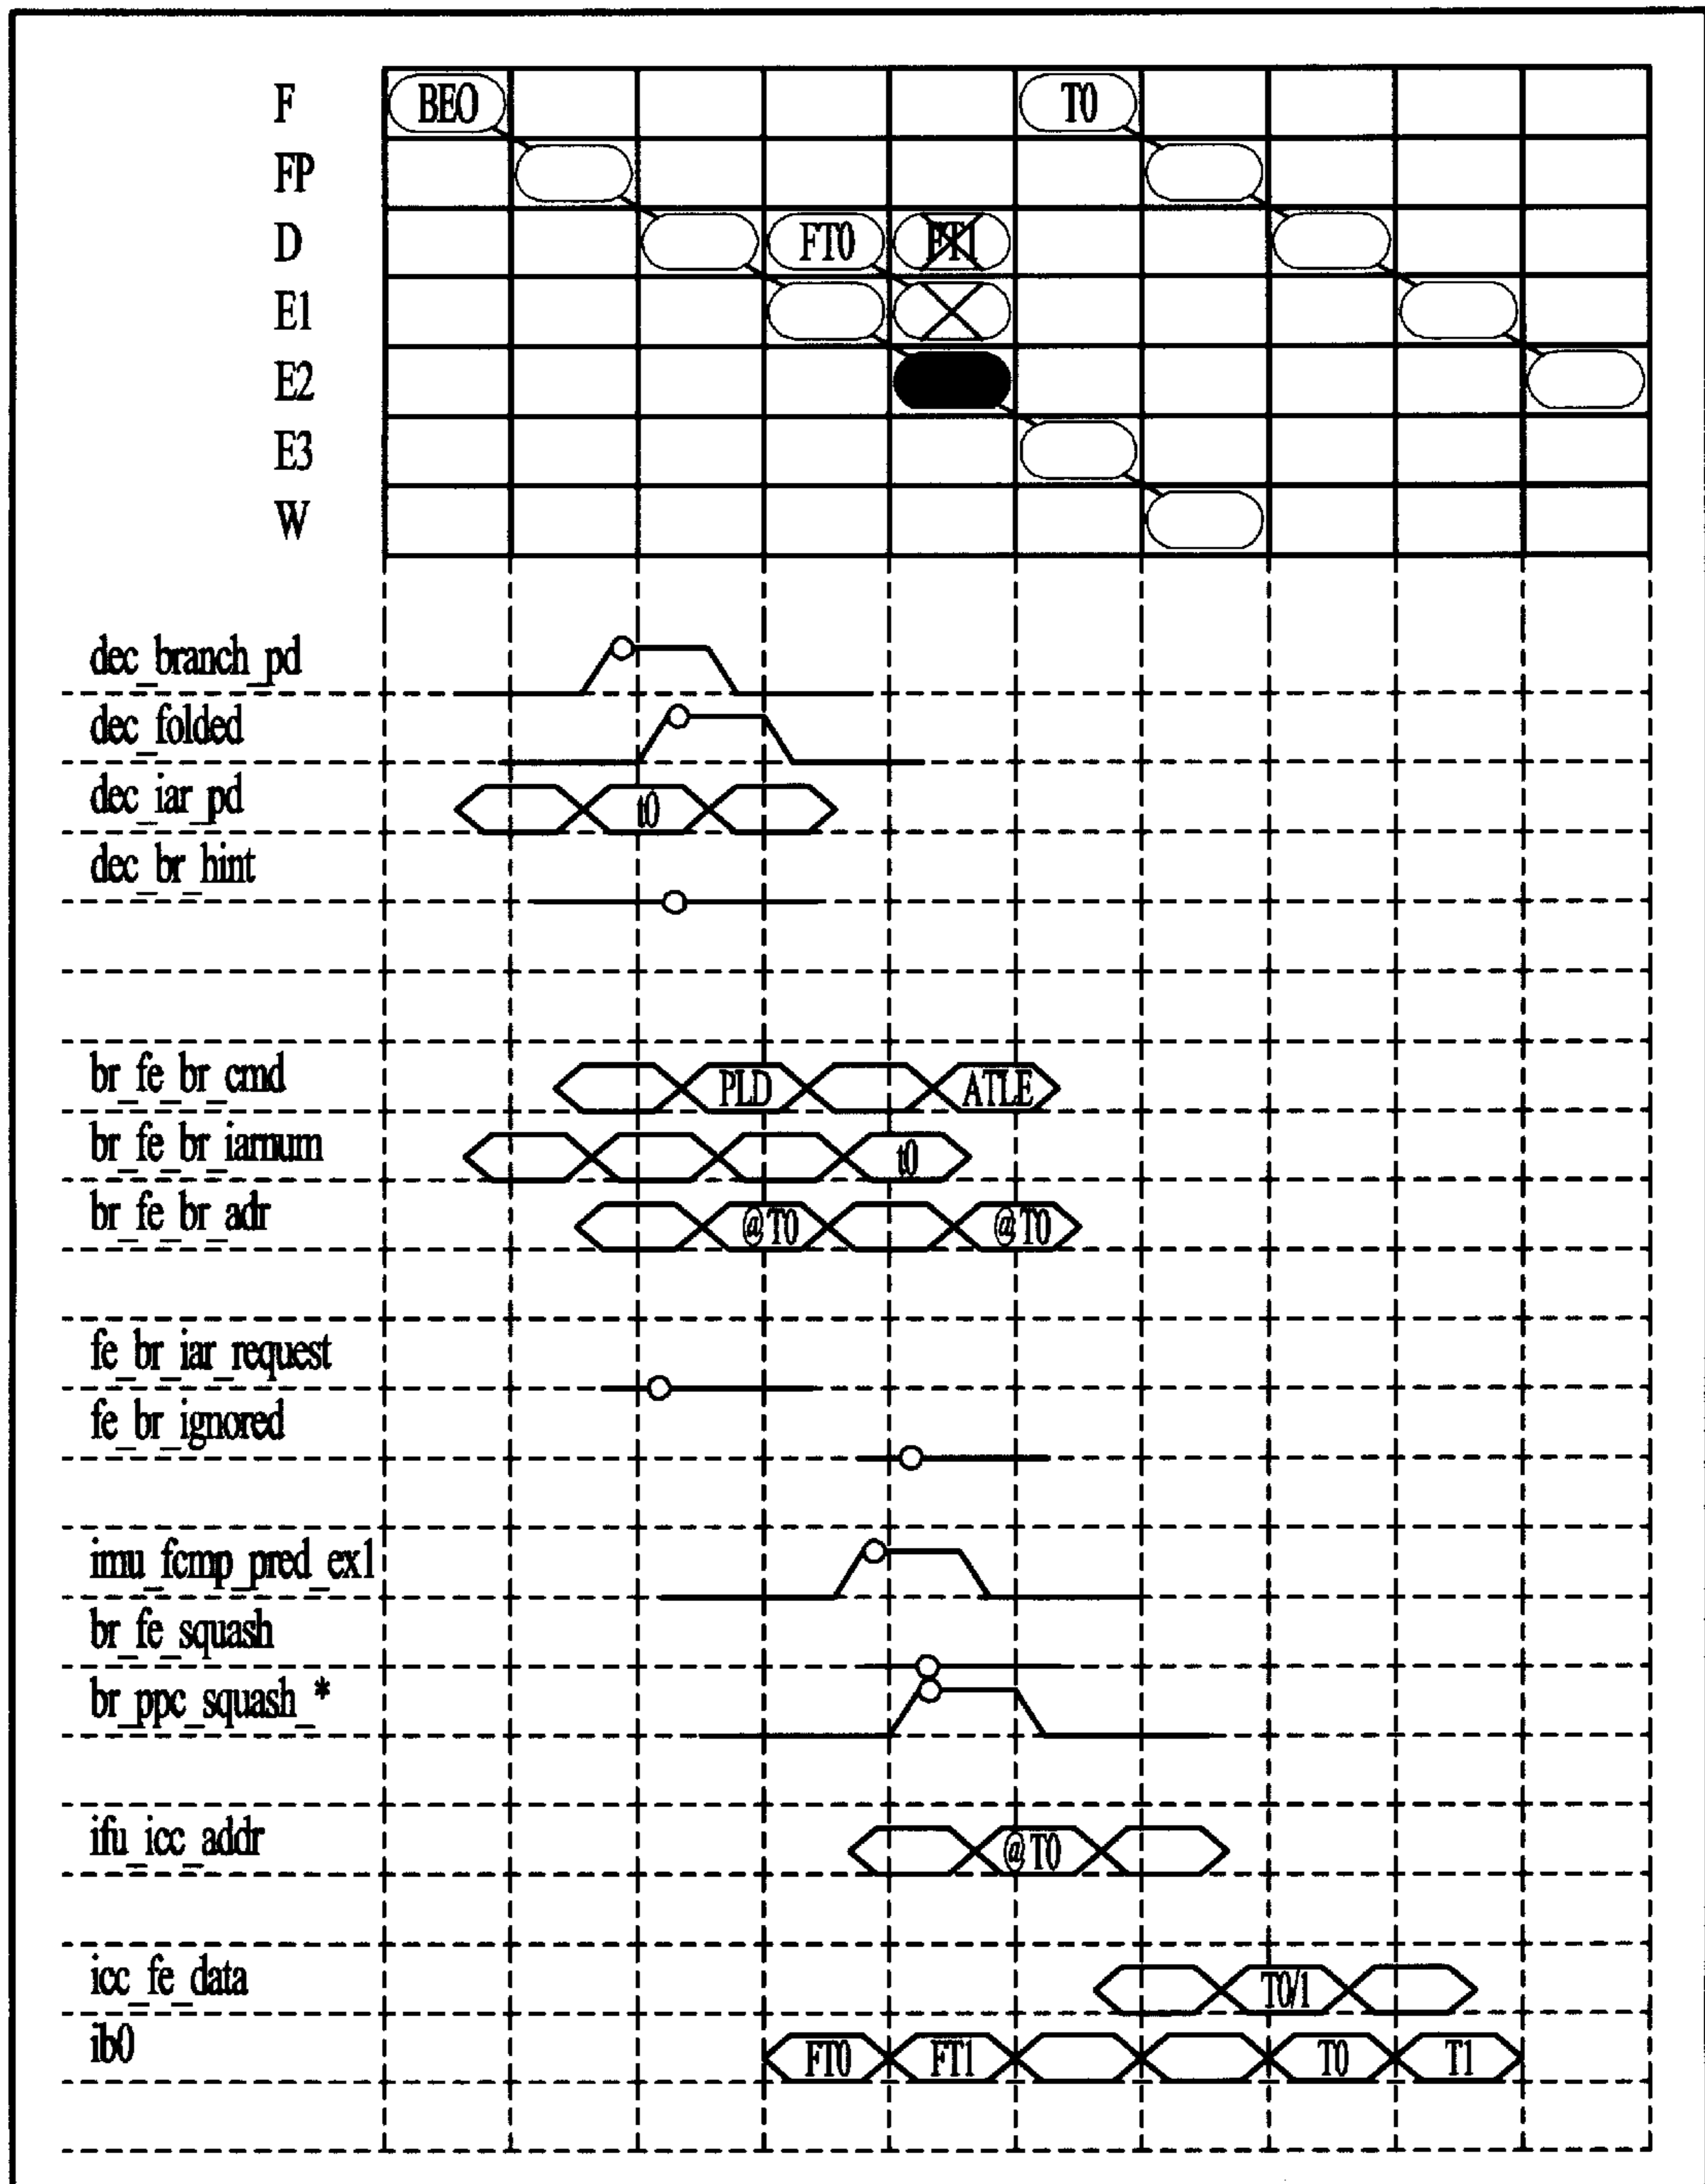 F BEO T0
FP
D FT0 FT1
E1
E2
E3
W
dec_branch_pd
dec_folded
dec_iar_pd t0
dec_br_hint
br_fe_br_cmd PLD ATLE
br_fe_br_iarnum t0
br_fe_br_adr @T0 @T0
fe_br_iar_request
fe_br_ignored
imu_fcmp_pred_ex1
br_fe_squash
br_ppc_squash_*
ifu_icc_addr @T0
icc_fe_data T0/1
ib0 FT0 FT1 T0 T1